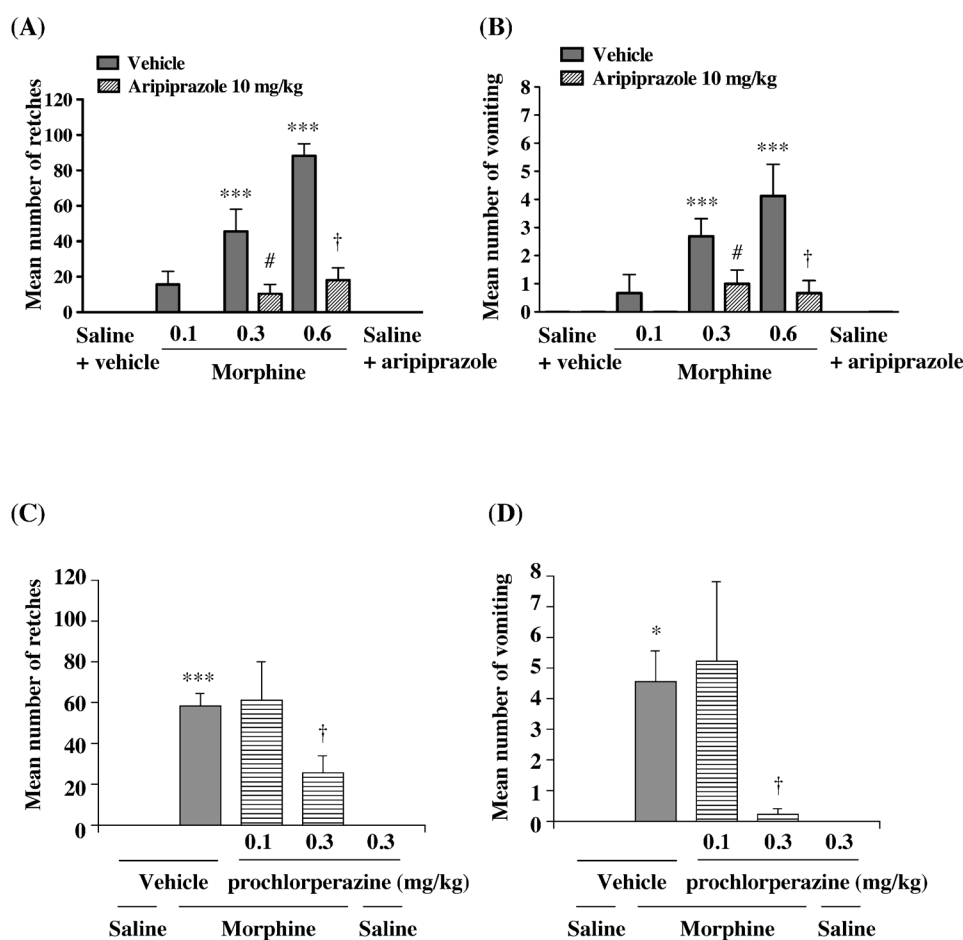 (A)
Vehicle
Aripiprazole 10 mg/kg
Mean number of retches
120
100
80
60
40
20
0
***
***
#
†
Saline + vehicle
0.1
0.3
0.6
Morphine
Saline + aripiprazole
(B)
Vehicle
Aripiprazole 10 mg/kg
Mean number of vomiting
8
7
6
5
4
3
2
1
0
***
***
#
†
Saline + vehicle
0.1
0.3
0.6
Morphine
Saline + aripiprazole
(C)
Mean number of retches
120
100
80
60
40
20
0
***
†
0.1
0.3
0.3
Vehicle
prochlorperazine (mg/kg)
Saline
Morphine
Saline
(D)
Mean number of vomiting
8
7
6
5
4
3
2
1
0
*
†
0.1
0.3
0.3
Vehicle
prochlorperazine (mg/kg)
Saline
Morphine
Saline